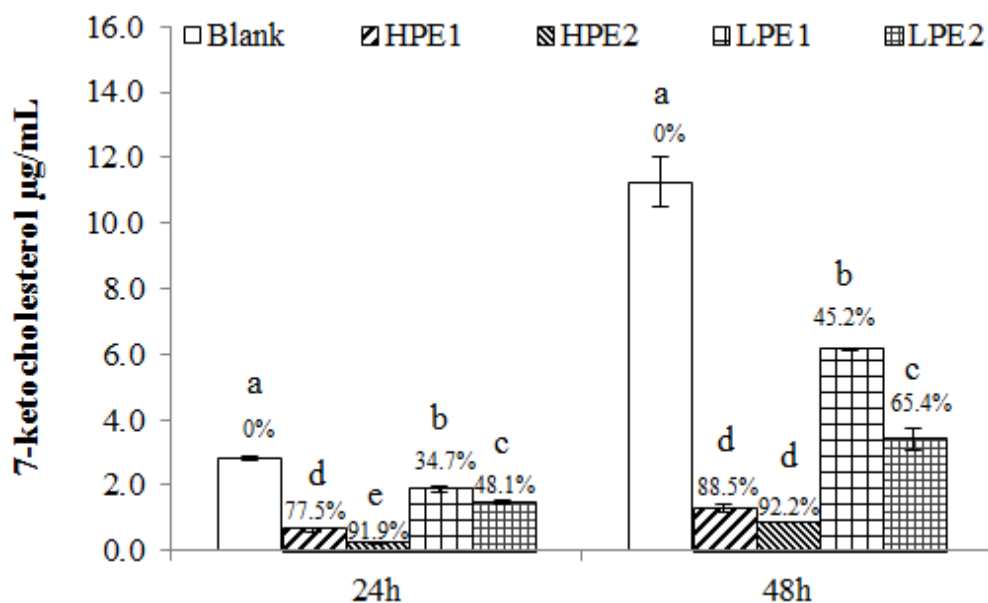 7-ketocholesterol µg/mL
16.0
14.0
12.0
10.0
8.0
6.0
4.0
2.0
0.0
Blank HPE1 HPE2 LPE1 LPE2
a
0%
d
77.5%
e
91.9%
b
34.7%
c
48.1%
a
0%
d
88.5%
d
92.2%
b
45.2%
c
65.4%
24h 48h